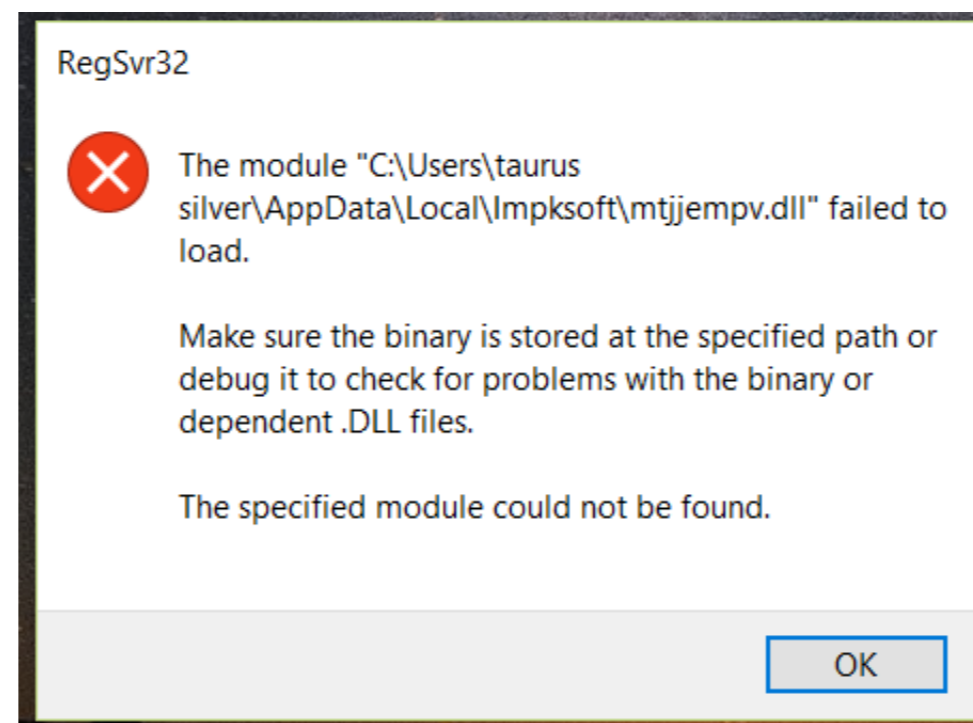 RegSvr32
The module "C:\Users\taurus
silver\AppData\Local\Impksoft\mtjjempv.dll" failed to
load.
Make sure the binary is stored at the specified path or
debug it to check for problems with the binary or
dependent .DLL files.
The specified module could not be found.
OK